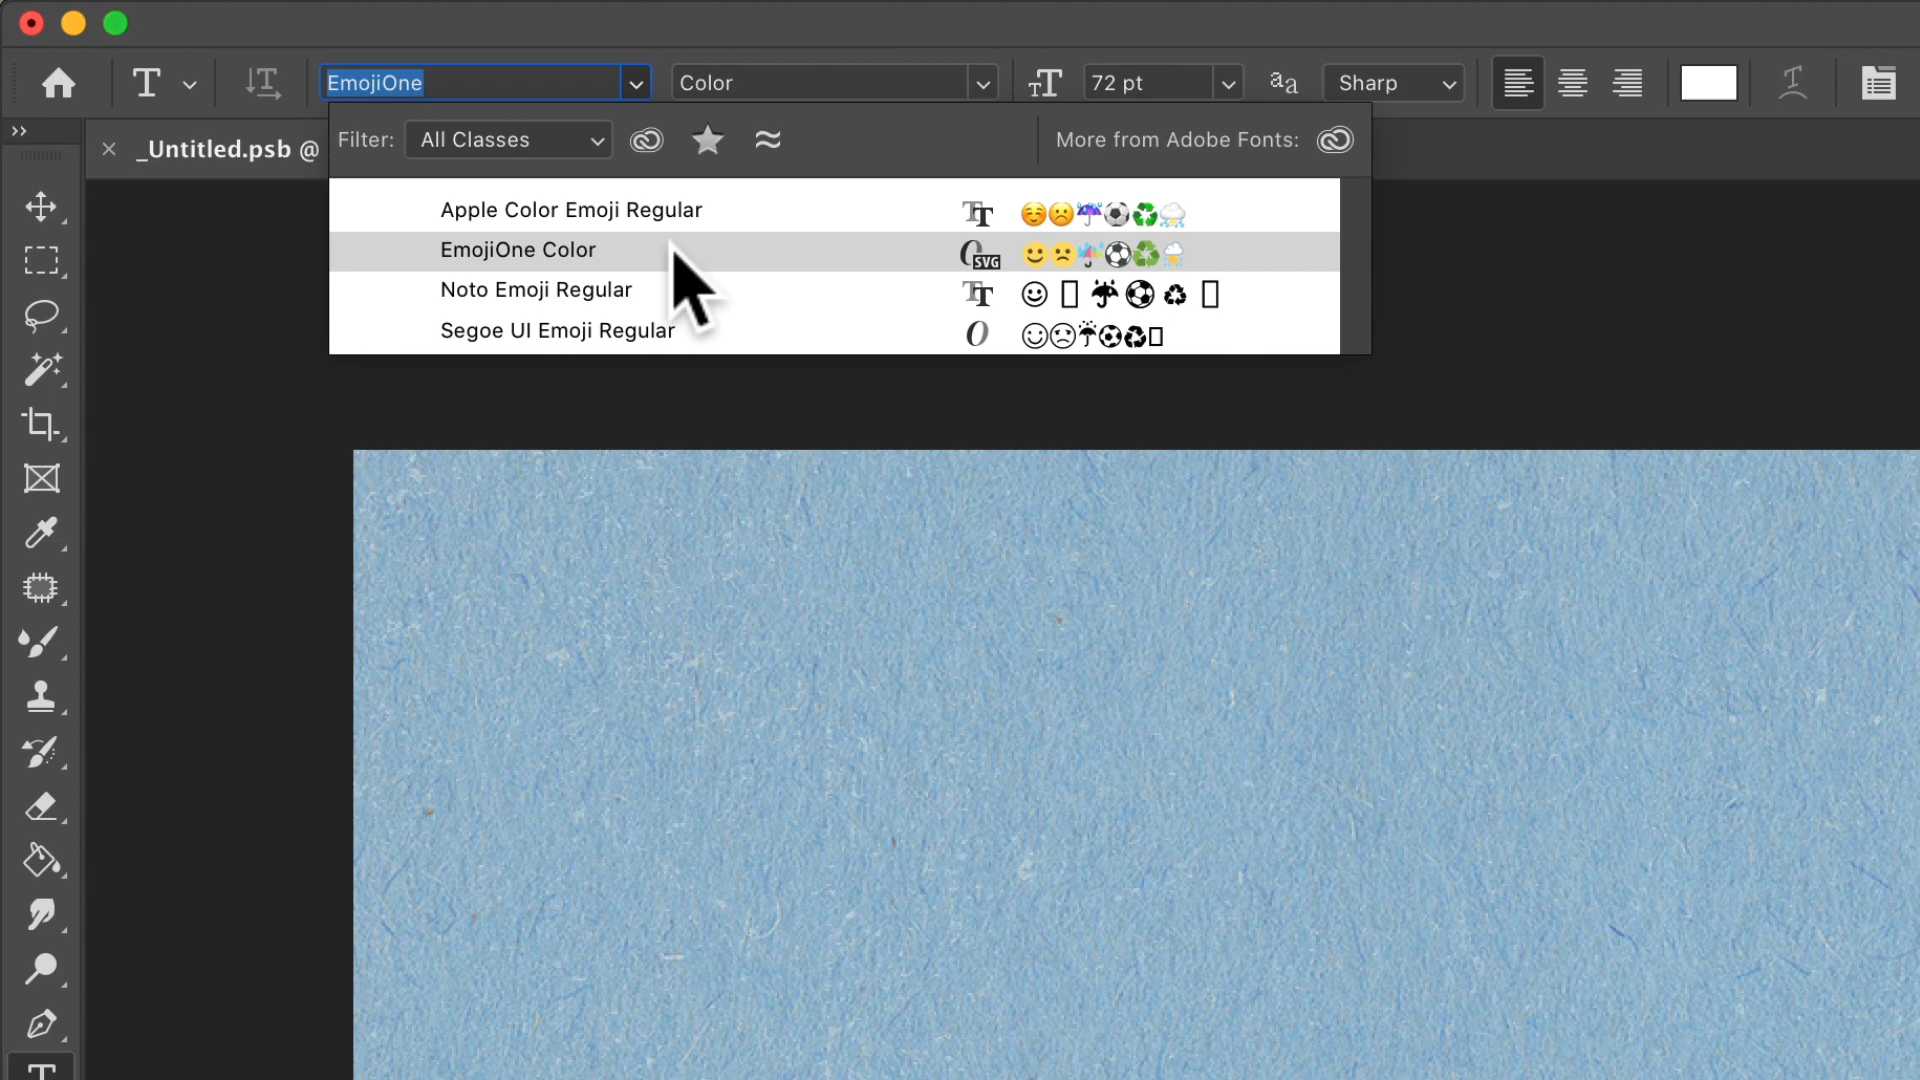 EmojiOne
Color
72 pt
Sharp
_Untitled.psb @
Filter:
All Classes
More from Adobe Fonts:
Apple Color Emoji Regular
EmojiOne Color
SVG
Noto Emoji Regular
Segoe UI Emoji Regular